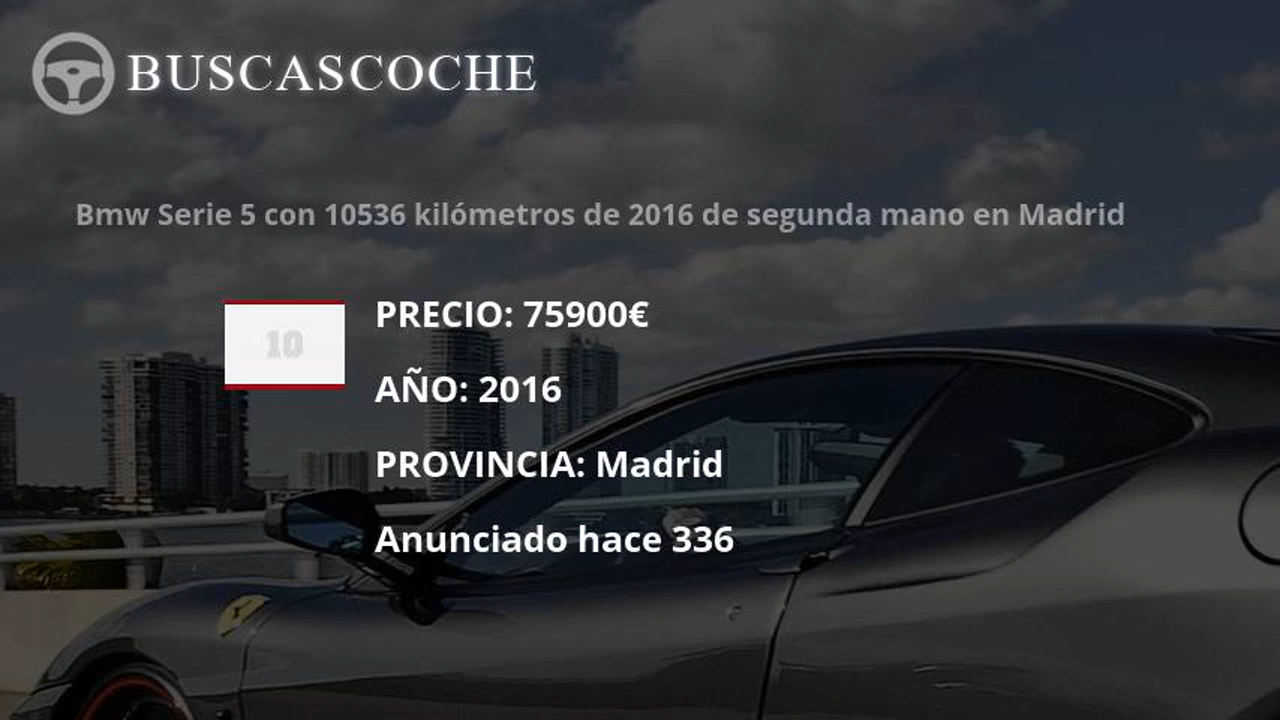 BUSCASCOCHE
Bmw Serie 5 con 10536 kilómetros de 2016 de segunda mano en Madrid
10
PRECIO: 75900€
AÑO: 2016
PROVINCIA: Madrid
Anunciado hace 336